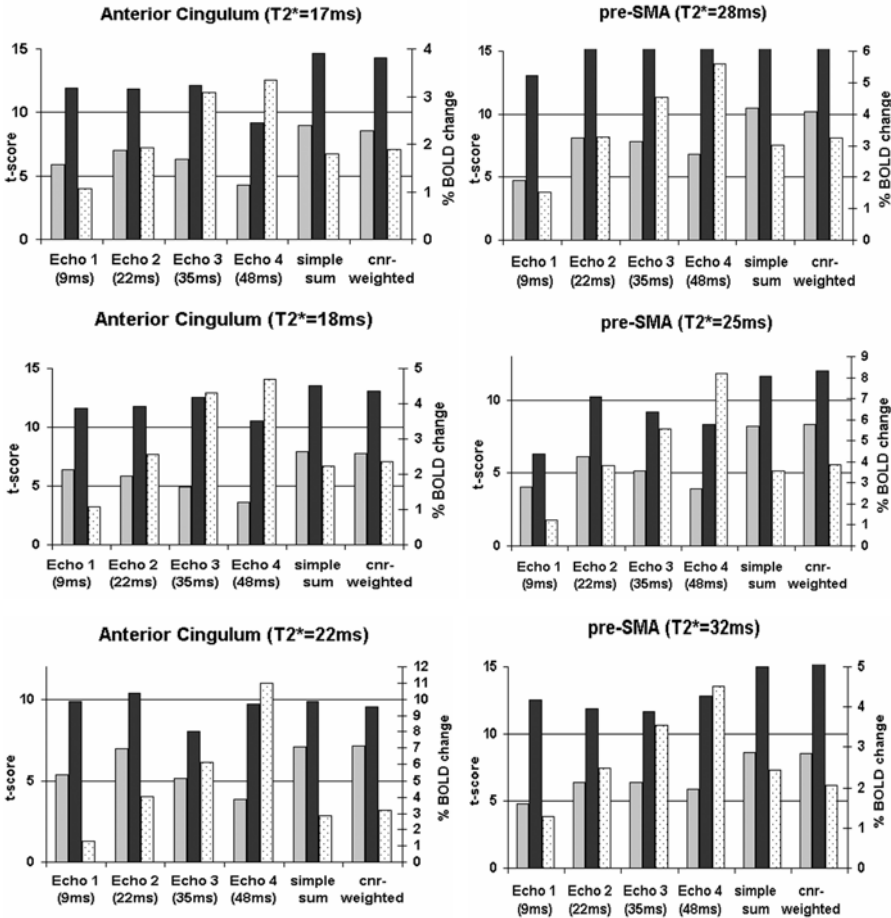 Anterior Cingulum (T2*=17ms)
15
10
5
0
t-score
4
3
2
1
0
% BOLD change
Echo 1 Echo 2 Echo 3 Echo 4 simple cnr-
(9ms) (22ms) (35ms) (48ms) sum weighted
pre-SMA (T2*=28ms)
15
10
5
0
t-score
6
5
4
3
2
1
0
% BOLD change
Echo 1 Echo 2 Echo 3 Echo 4 simple cnr-
(9ms) (22ms) (35ms) (48ms) sum weighted
Anterior Cingulum (T2*=18ms)
15
10
5
0
t-score
5
4
3
2
1
0
% BOLD change
Echo 1 Echo 2 Echo 3 Echo 4 simple cnr-
(9ms) (22ms) (35ms) (48ms) sum weighted
pre-SMA (T2*=25ms)
10
5
0
t-score
9
8
7
6
5
4
3
2
1
0
% BOLD change
Echo 1 Echo 2 Echo 3 Echo 4 simple cnr-
(9ms) (22ms) (35ms) (48ms) sum weighted
Anterior Cingulum (T2*=22ms)
10
5
0
t-score
12
11
10
9
8
7
6
5
4
3
2
1
0
% BOLD change
Echo 1 Echo 2 Echo 3 Echo 4 simple cnr-
(9ms) (22ms) (35ms) (48ms) sum weighted
pre-SMA (T2*=32ms)
15
10
5
0
t-score
5
4
3
2
1
0
% BOLD change
Echo 1 Echo 2 Echo 3 Echo 4 simple cnr-
(9ms) (22ms) (35ms) (48ms) sum weighted